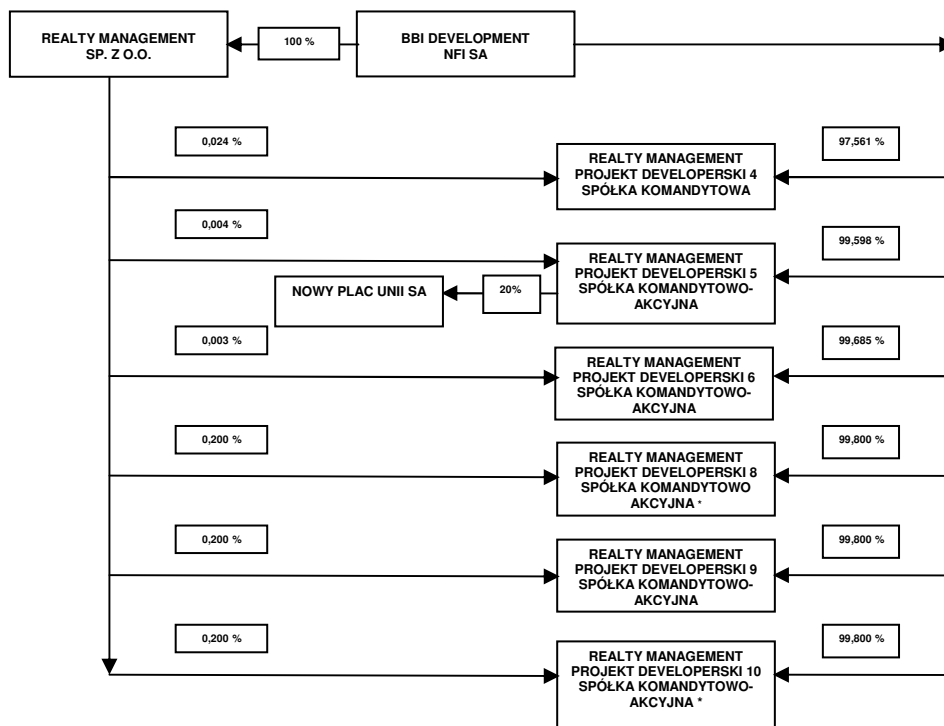 REALTY MANAGEMENT
SP. Z O.O.
100 %
BBI DEVELOPMENT
NFI SA
0,024 %
REALTY MANAGEMENT
PROJEKT DEVELOPERSKI 4
SPÓŁKA KOMANDYTOWA
97,561 %
0,004 %
REALTY MANAGEMENT
PROJEKT DEVELOPERSKI 5
SPÓŁKA KOMANDYTOWO-
AKCYJNA
99,598 %
NOWY PLAC UNII SA
20%
0,003 %
REALTY MANAGEMENT
PROJEKT DEVELOPERSKI 6
SPÓŁKA KOMANDYTOWO-
AKCYJNA
99,685 %
0,200 %
REALTY MANAGEMENT
PROJEKT DEVELOPERSKI 8
SPÓŁKA KOMANDYTOWO
AKCYJNA *
99,800 %
0,200 %
REALTY MANAGEMENT
PROJEKT DEVELOPERSKI 9
SPÓŁKA KOMANDYTOWO-
AKCYJNA
99,800 %
0,200 %
REALTY MANAGEMENT
PROJEKT DEVELOPERSKI 10
SPÓŁKA KOMANDYTOWO-
AKCYJNA *
99,800 %